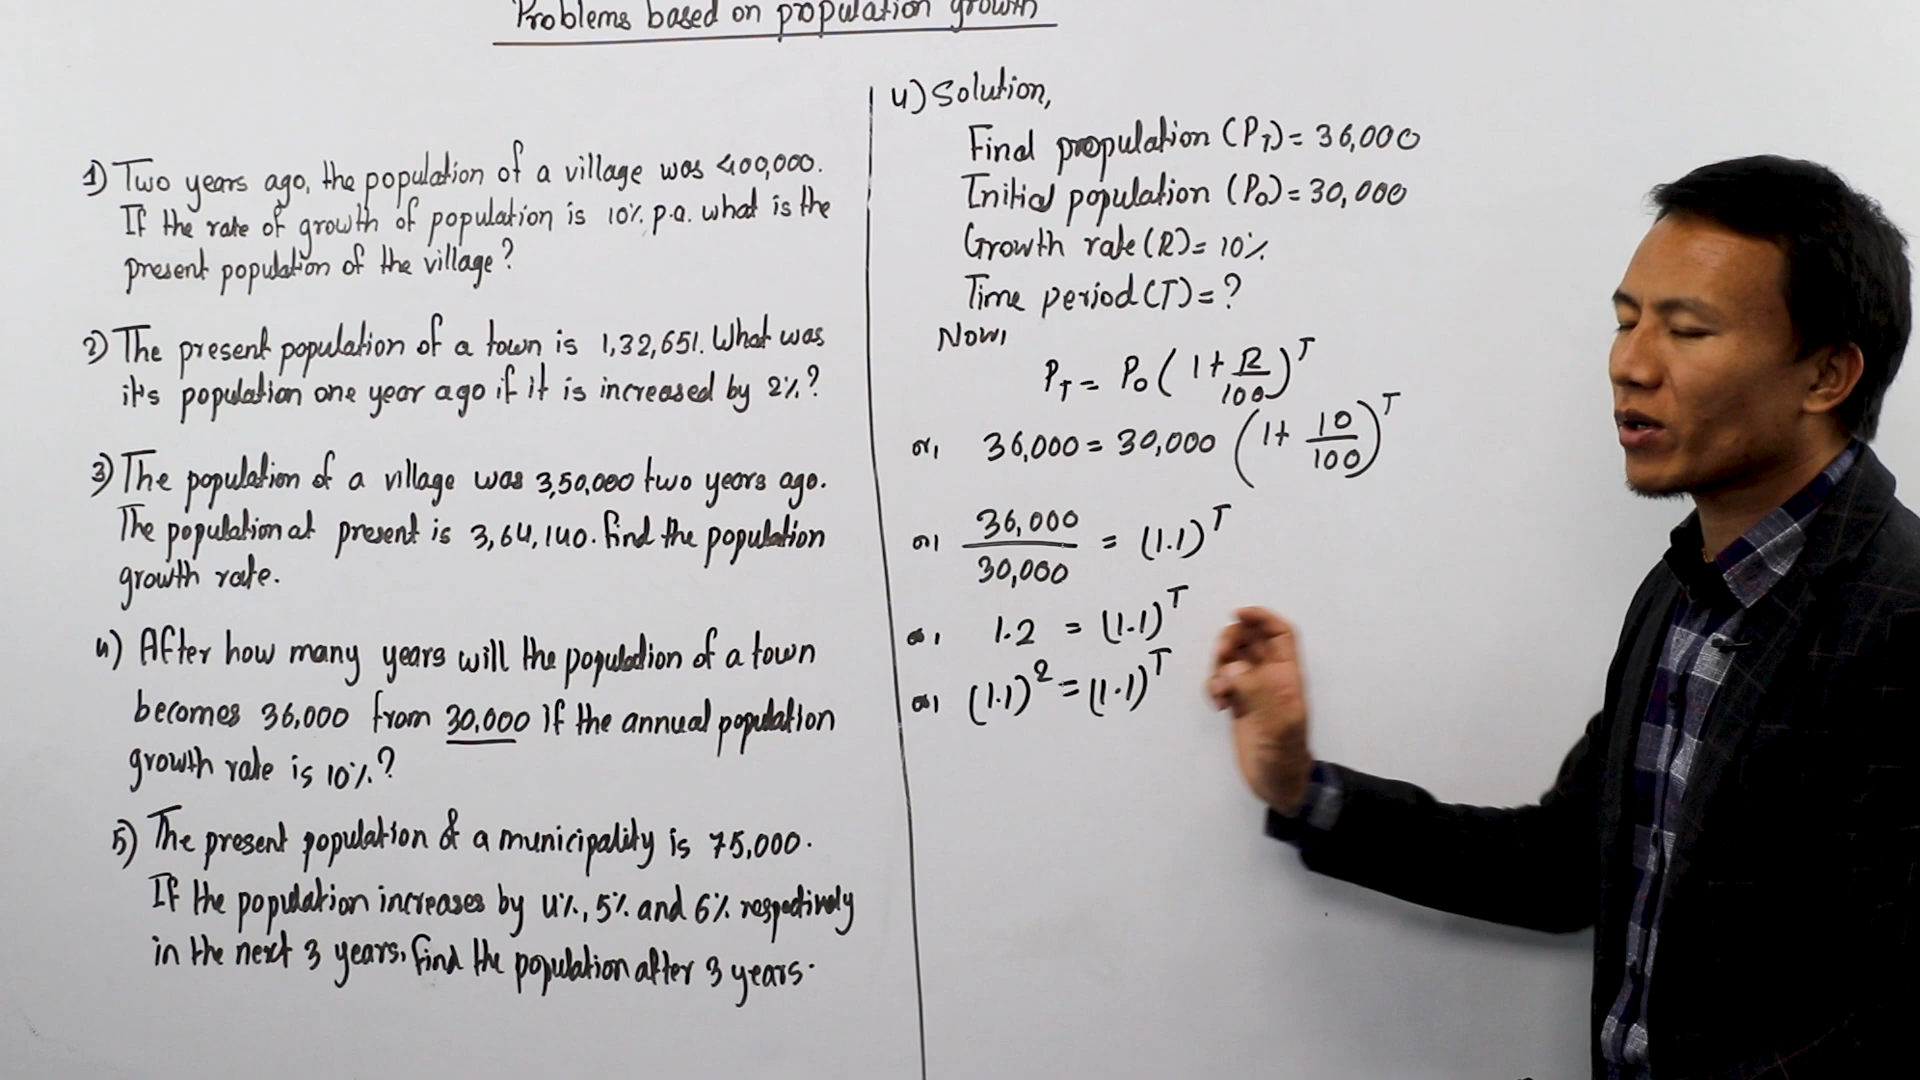 Problems based on population growth
1) Two years ago, the population of a village was 400,000.
If the rate of growth of population is 10% p.a. what is the
present population of the village?
2) The present population of a town is 1,32,651. What was
it's population one year ago if it is increased by 2%?
3) The population of a village was 3,50,000 two years ago.
The population at present is 3,64,140. find the population
growth rate.
4) After how many years will the population of a town
becomes 36,000 from 30,000 if the annual population
growth rate is 10%?
5) The present population of a municipality is 75,000.
If the population increases by 4%, 5% and 6% respectively
in the next 3 years, find the population after 3 years.
4) Solution,
Final propulation (PT) = 36,000
Initial population (P0) = 30,000
Growth rate (R) = 10%
Time period (T) = ?
Now,
PT = P0 (1 + R/100)^T
or, 36,000 = 30,000 (1 + 10/100)^T
or, 36,000/30,000 = (1.1)^T
or, 1.2 = (1.1)^T
or, (1.1)^2 = (1.1)^T